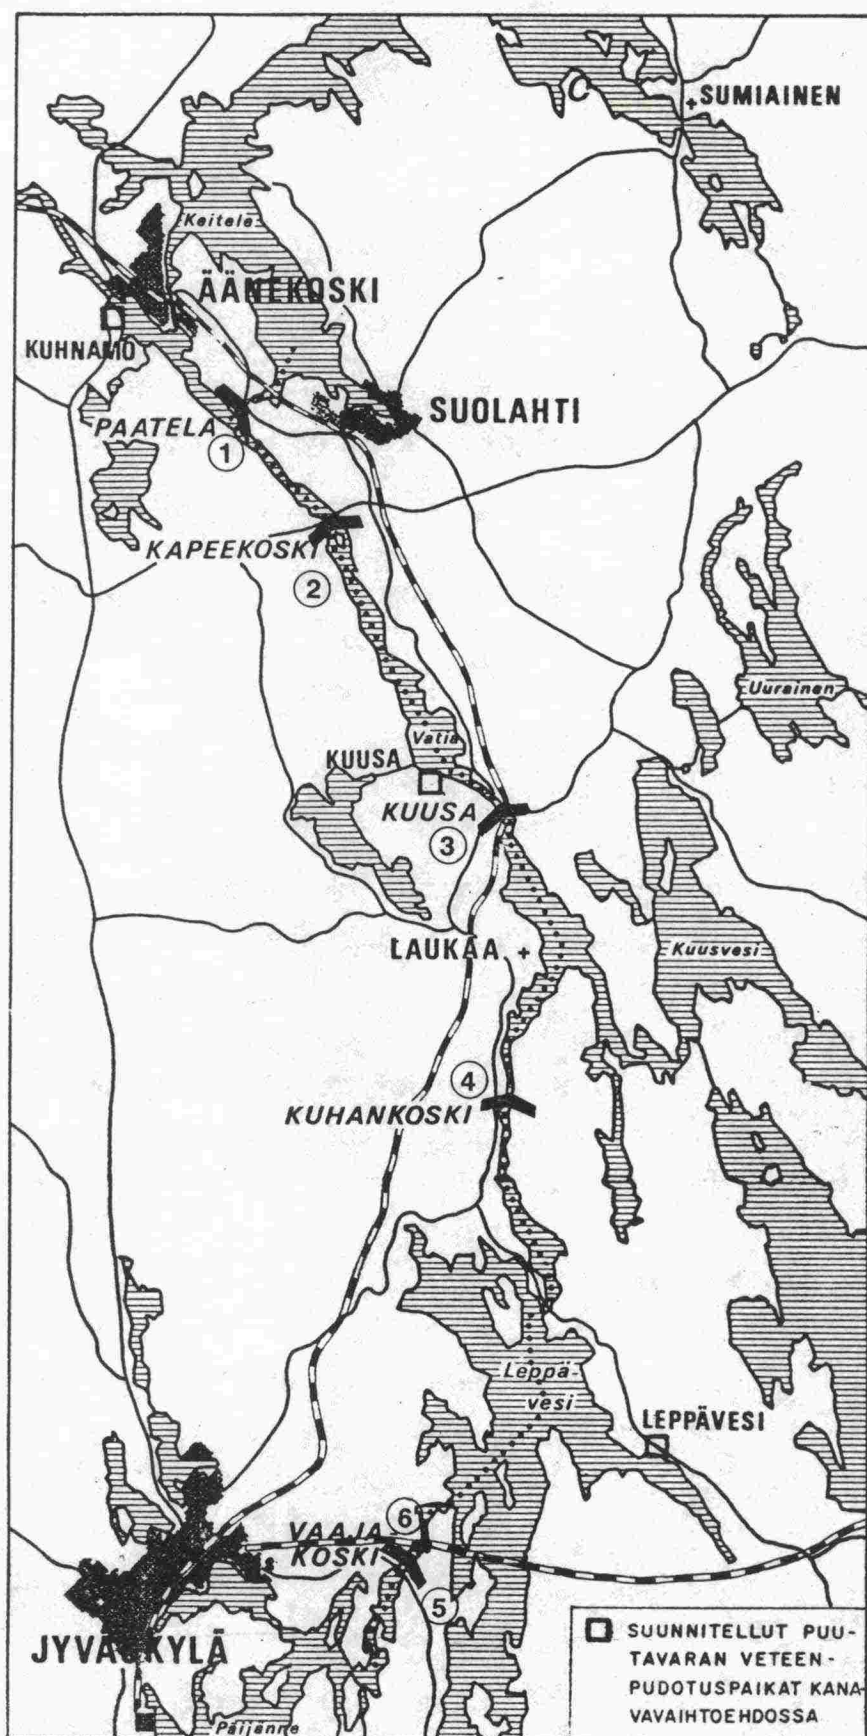 SUMIAINEN
Keitele
ÄÄNEKOSKI
KUHNAMO
SUOLAHTI
PAATELA
1
KAPEEKOSKI
2
Uurainen
Vatia
KUUSA
KUUSA
3
LAUKAA
Kuusvesi
4
KUHANKOSKI
Leppä-
vesi
LEPPÄVESI
6
VAAJA
KOSKI
5
JYVÄSKYLÄ
Päijänne
SUUNNITELLUT PUU-
TAVARAN VETEEN-
PUDOTUSPAIKAT KANA-
VAVAIHTOEHDOSSA